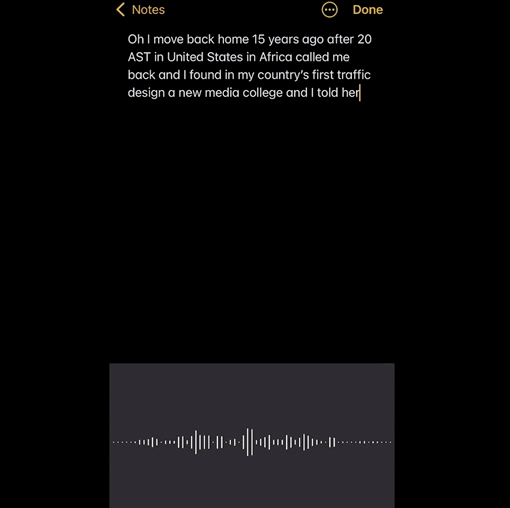 Notes
Done
Oh I move back home 15 years ago after 20
AST in United States in Africa called me
back and I found in my country's first traffic
design a new media college and I told her